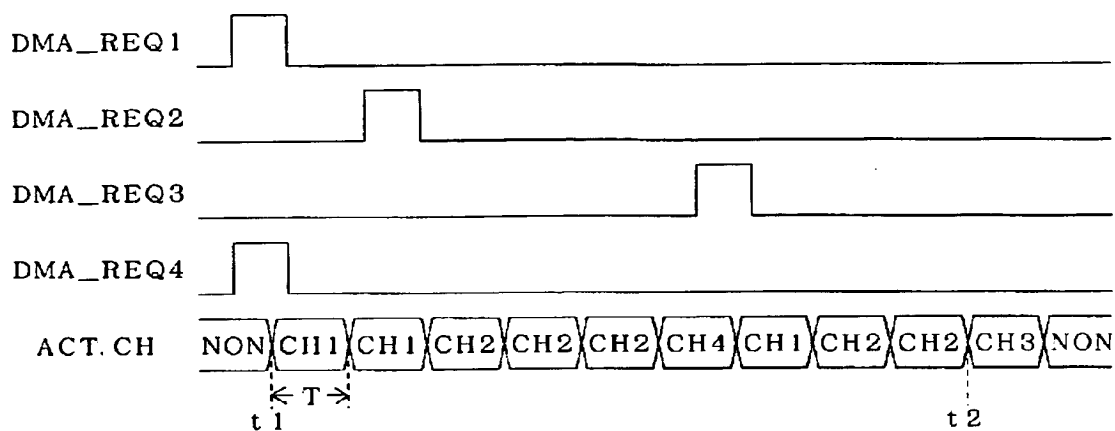 DMA_REQ1
DMA_REQ2
DMA_REQ3
DMA_REQ4
ACT. CH NON CH1 CH1 CH2 CH2 CH2 CH4 CH1 CH2 CH2 CH3 NON
T
t1 t2